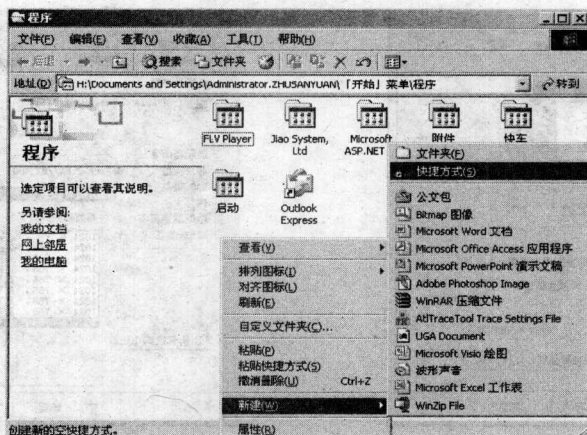 程序
文件(F) 编辑(E) 查看(V) 收藏(A) 工具(T) 帮助(H)
后退 搜索 文件夹
地址(D) H:\Documents and Settings\Administrator.ZHUSANYUAN\「开始」菜单\程序 转到
程序
选定项目可以查看其说明。
另请参阅:
我的文档
网上邻居
我的电脑
FLV Player
Jiao System, Ltd
Microsoft ASP.NET
附件
快车
启动
Outlook Express
查看(V)
排列图标(I)
对齐图标(L)
刷新(E)
自定义文件夹(C)...
粘贴(P)
粘贴快捷方式(S)
撤消删除(U) Ctrl+Z
新建(W)
属性(R)
文件夹(F)
快捷方式(S)
公文包
Bitmap 图像
Microsoft Word 文档
Microsoft Office Access 应用程序
Microsoft PowerPoint 演示文稿
Adobe Photoshop Image
WinRAR 压缩文件
AtlTraceTool Trace Settings File
UGA Document
Microsoft Visio 绘图
波形声音
Microsoft Excel 工作表
WinZip File
创建新的空快捷方式。